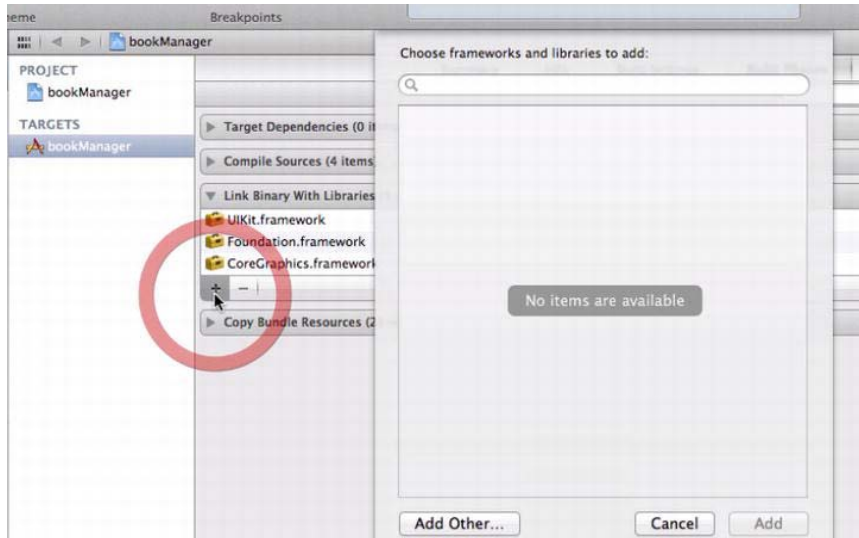 Breakpoints
bookManager
Choose frameworks and libraries to add:
PROJECT
bookManager
TARGETS
bookManager
Target Dependencies (0
Compile Sources (4 items
Link Binary With Libraries
UIKit.framework
Foundation.framework
CoreGraphics.framework
No items are available
Copy Bundle Resources (2
Add Other...
Cancel
Add